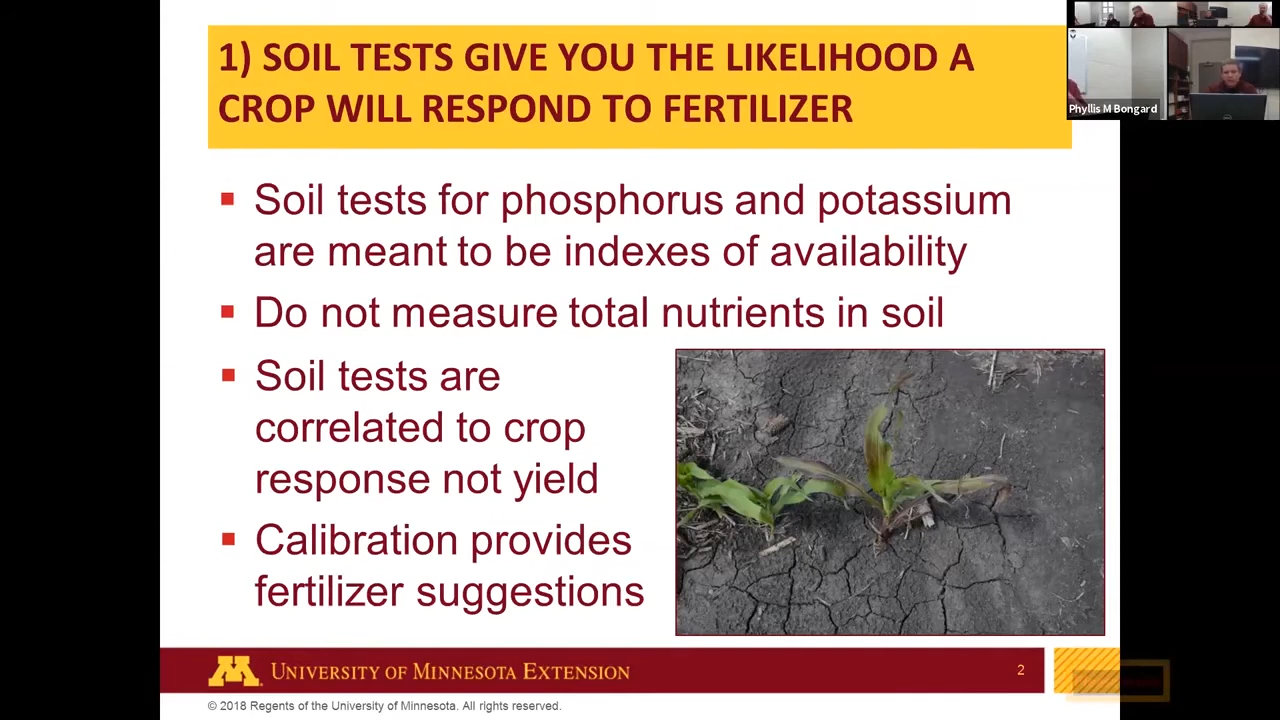 1) SOIL TESTS GIVE YOU THE LIKELIHOOD A
CROP WILL RESPOND TO FERTILIZER
Phyllis M Bongard
▪ Soil tests for phosphorus and potassium
are meant to be indexes of availability
▪ Do not measure total nutrients in soil
▪ Soil tests are
correlated to crop
response not yield
▪ Calibration provides
fertilizer suggestions
M
UNIVERSITY OF MINNESOTA EXTENSION
2
© 2018 Regents of the University of Minnesota. All rights reserved.